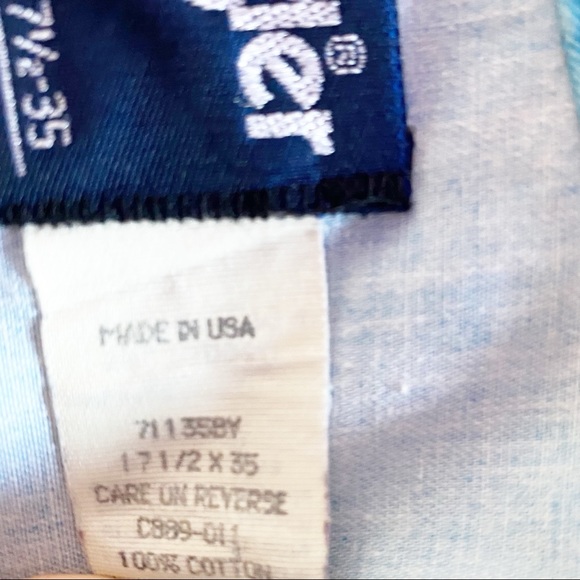 ler®
7½-35
MADE IN USA
71135BY
17 1/2 X 35
CARE ON REVERSE
C889-011
100% COTTON